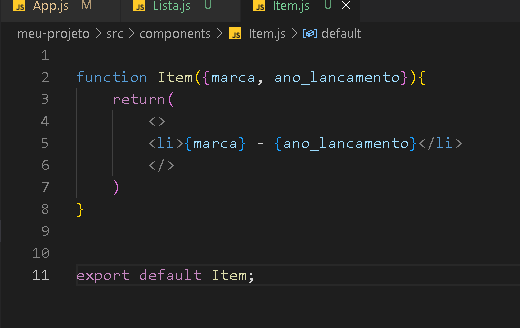 JS App.js M JS Lista.js U JS Item.js U ×
meu-projeto > src > components > JS Item.js > default
1
2 function Item({marca, ano_lancamento}){
3 return(
4 <>
5 <li>{marca} - {ano_lancamento}</li>
6 </>
7 )
8 }
9
10
11 export default Item;